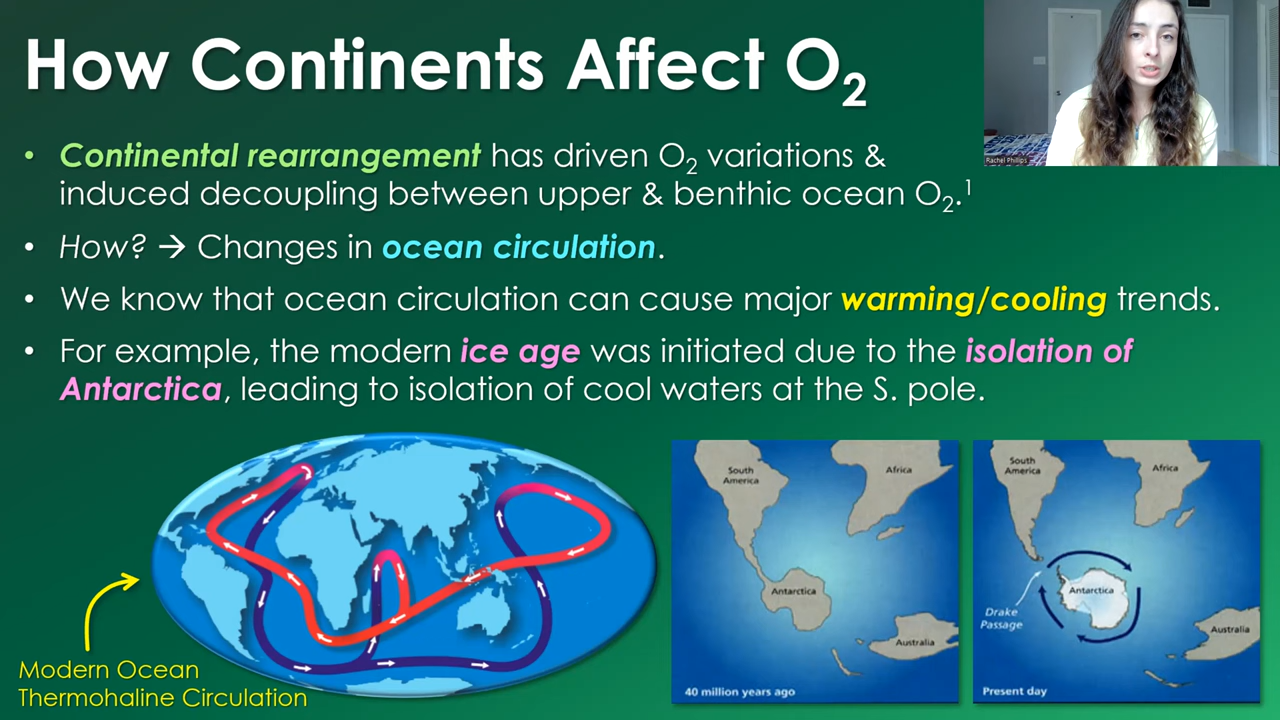 How Continents Affect O₂
Rachel Phillips
• Continental rearrangement has driven O₂ variations &
induced decoupling between upper & benthic ocean O₂.¹
• How? → Changes in ocean circulation.
• We know that ocean circulation can cause major warming/cooling trends.
• For example, the modern ice age was initiated due to the isolation of
Antarctica, leading to isolation of cool waters at the S. pole.
Modern Ocean
Thermohaline Circulation
South
America
Africa
Antarctica
Australia
40 million years ago
South
America
Africa
Antarctica
Drake
Passage
Australia
Present day